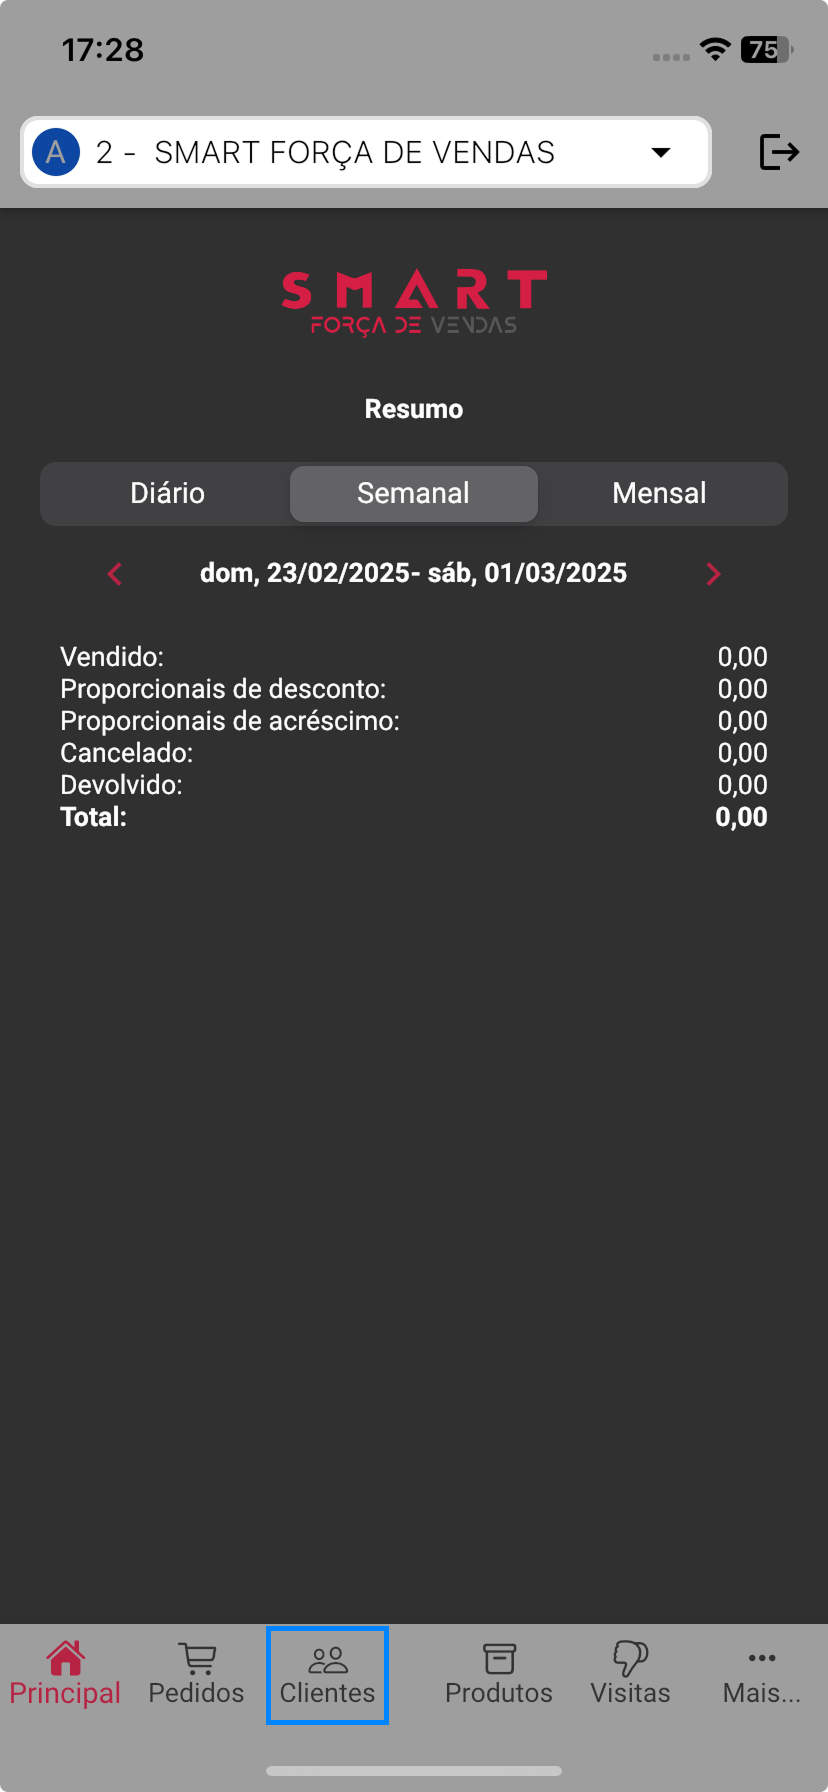 17:28
75
A 2 - SMART FORÇA DE VENDAS
SMART
FORÇA DE VENDAS
Resumo
Diário Semanal Mensal
dom, 23/02/2025- sáb, 01/03/2025
Vendido: 0,00
Proporcionais de desconto: 0,00
Proporcionais de acréscimo: 0,00
Cancelado: 0,00
Devolvido: 0,00
Total: 0,00
Principal Pedidos Clientes Produtos Visitas Mais...